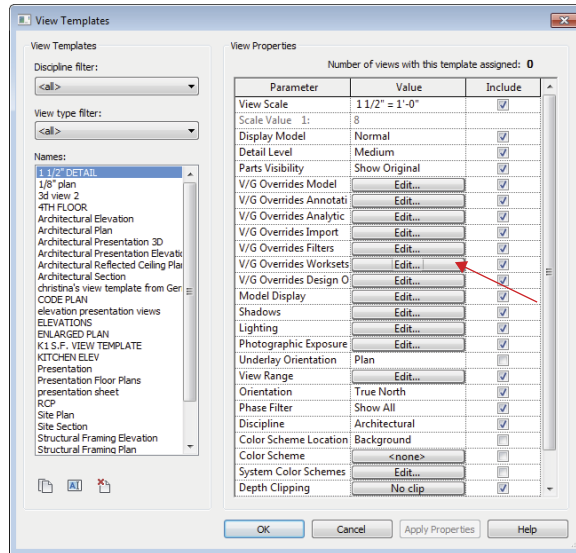 View Templates
View Templates
Discipline filter:
<all>
View type filter:
<all>
Names:
1 1/2" DETAIL
1/8" plan
3d view 2
4TH FLOOR
Architectural Elevation
Architectural Plan
Architectural Presentation 3D
Architectural Presentation Elevatic
Architectural Reflected Ceiling Plan
Architectural Section
christina's view template from Ger
CODE PLAN
elevation presentation views
ELEVATIONS
ENLARGED PLAN
K1 S.F. VIEW TEMPLATE
KITCHEN ELEV
Presentation
Presentation Floor Plans
presentation sheet
RCP
Site Plan
Site Section
Structural Framing Elevation
Structural Framing Plan
View Properties
Number of views with this template assigned: 0
Parameter Value Include
View Scale 1 1/2" = 1'-0"
Scale Value 1: 8
Display Model Normal
Detail Level Medium
Parts Visibility Show Original
V/G Overrides Model Edit...
V/G Overrides Annotati Edit...
V/G Overrides Analytic Edit...
V/G Overrides Import Edit...
V/G Overrides Filters Edit...
V/G Overrides Worksets Edit...
V/G Overrides Design O Edit...
Model Display Edit...
Shadows Edit...
Lighting Edit...
Photographic Exposure Edit...
Underlay Orientation Plan
View Range Edit...
Orientation True North
Phase Filter Show All
Discipline Architectural
Color Scheme Location Background
Color Scheme <none>
System Color Schemes Edit...
Depth Clipping No clip
OK Cancel Apply Properties Help